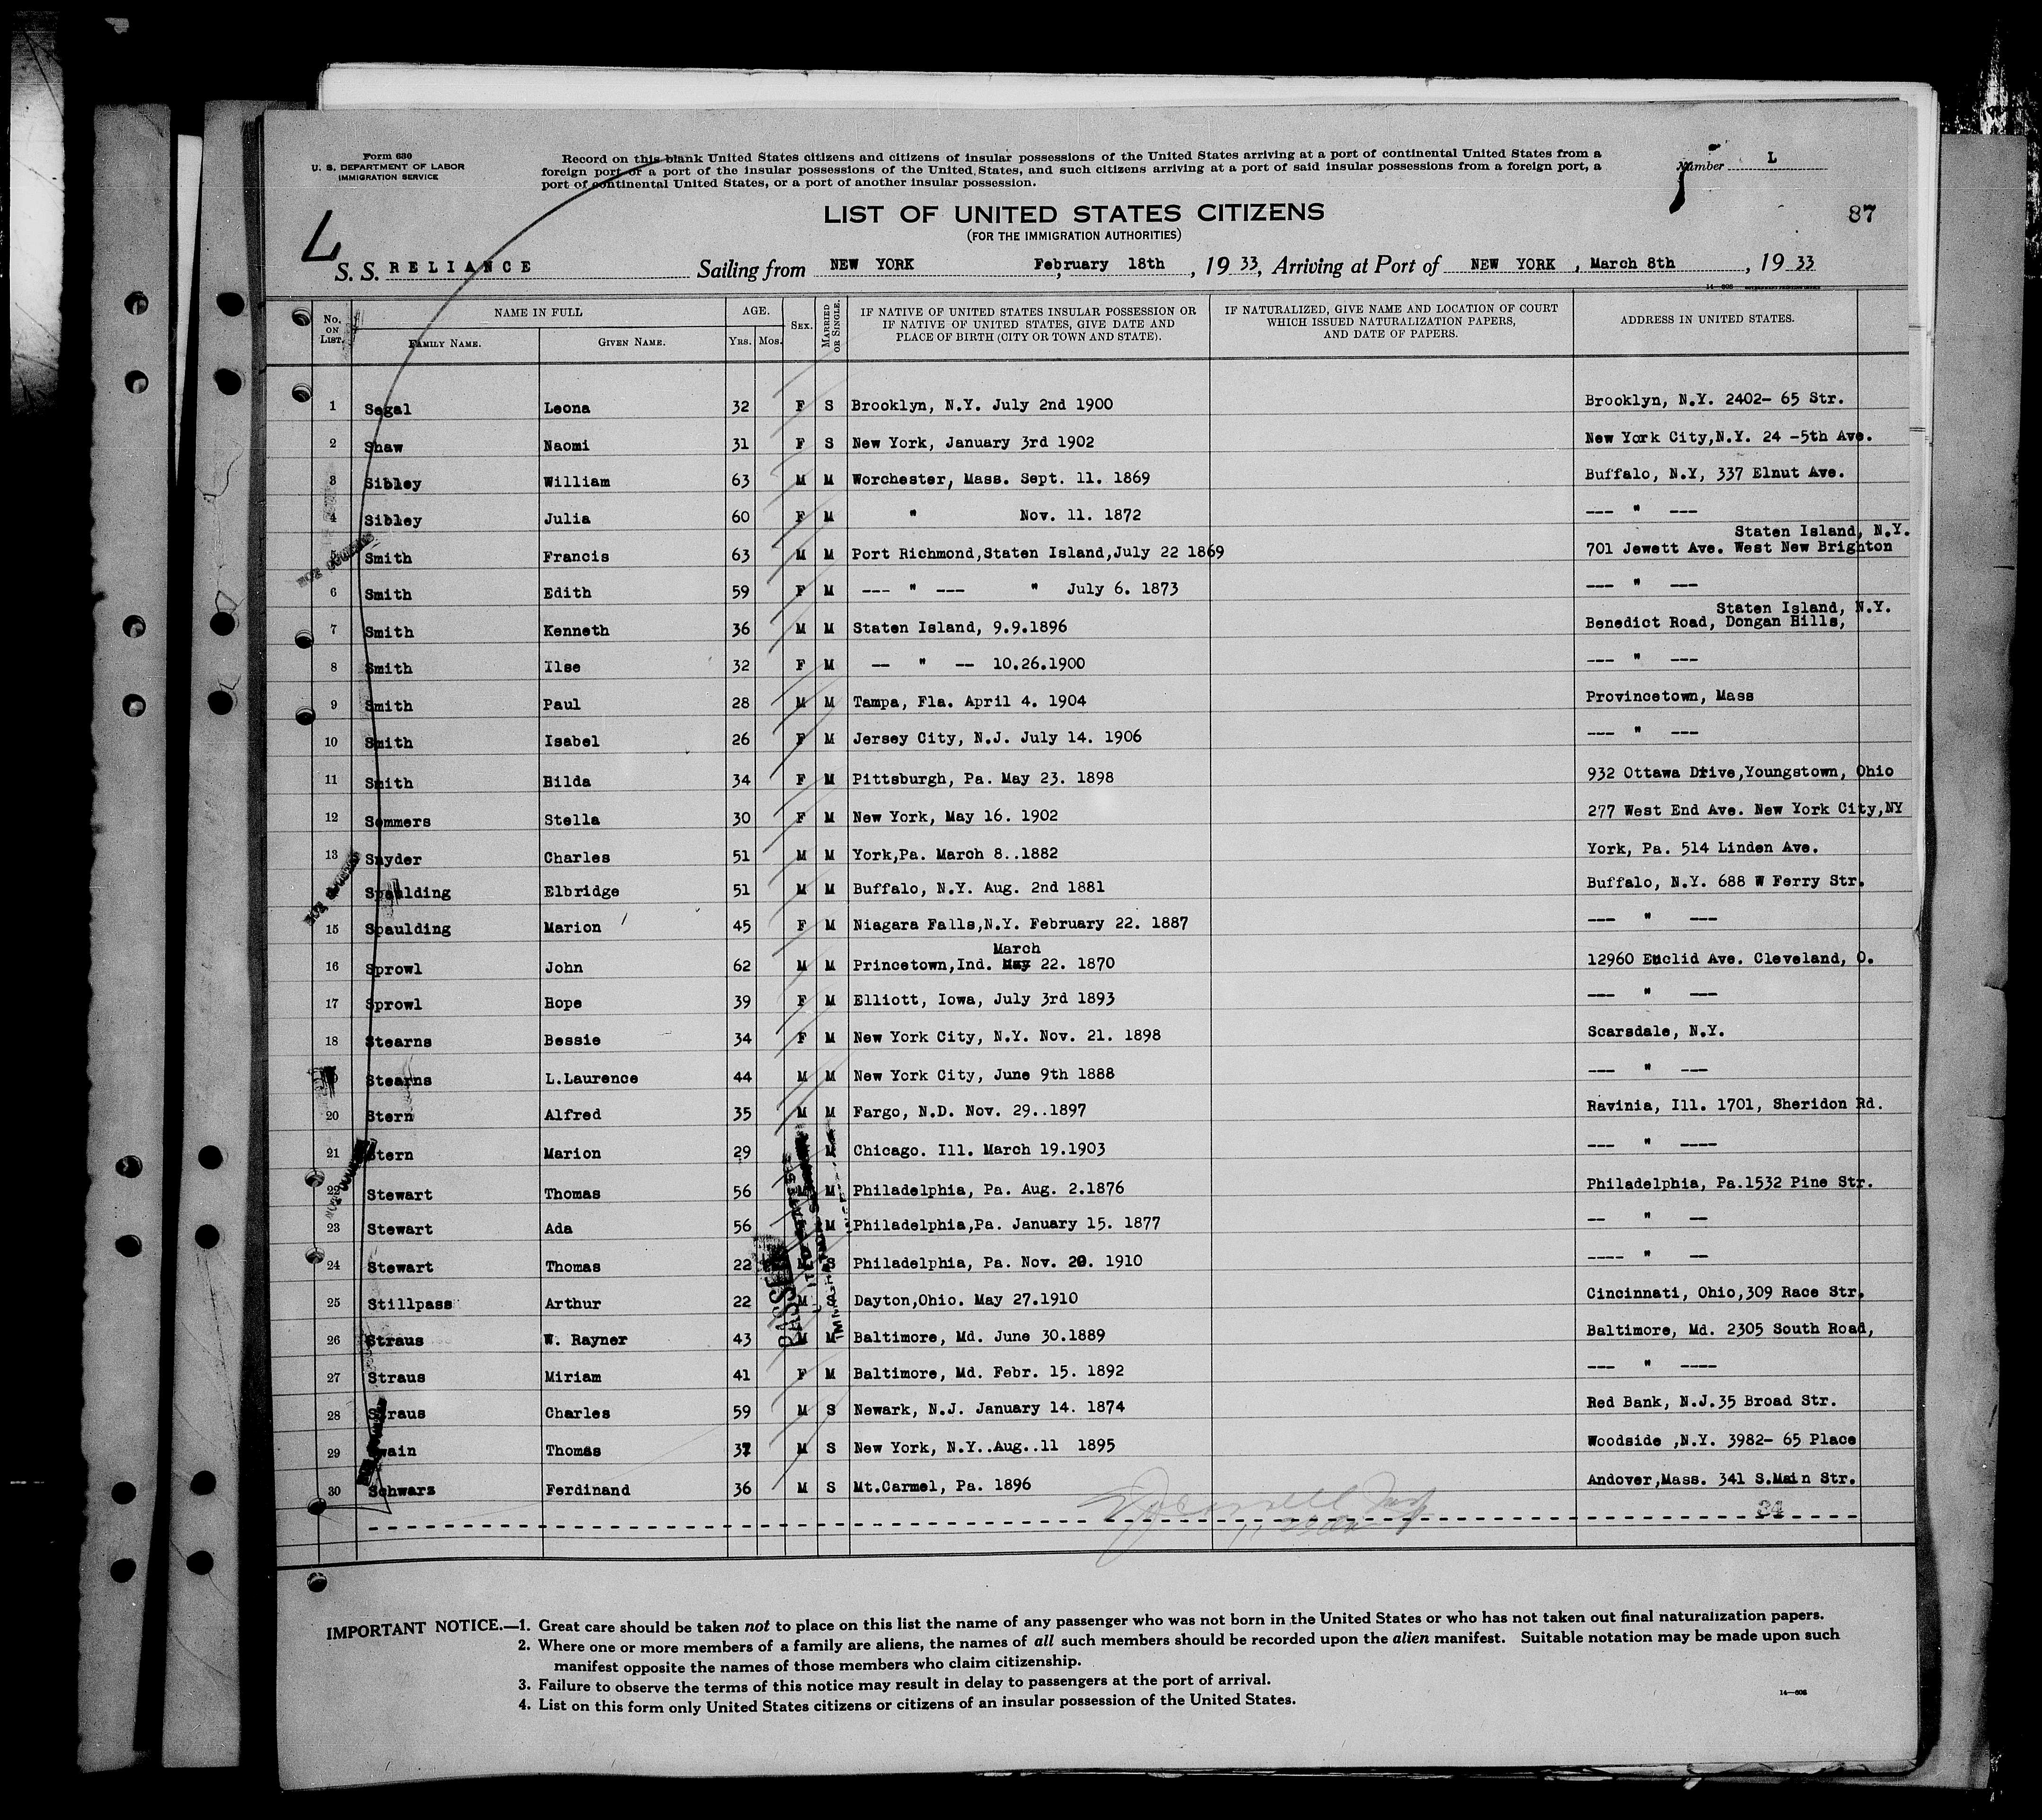 Form 630
U. S. DEPARTMENT OF LABOR
IMMIGRATION SERVICE
Record on this blank United States citizens and citizens of insular possessions of the United States arriving at a port of continental United States from a
foreign port or a port of the insular possessions of the United States, and such citizens arriving at a port of said insular possessions from a foreign port, a
port of continental United States, or a port of another insular possession.
Number L
87
LIST OF UNITED STATES CITIZENS
(FOR THE IMMIGRATION AUTHORITIES)
L
S. S. RELIANCE Sailing from NEW YORK February 18th, 1933, Arriving at Port of NEW YORK, March 8th, 1933
No. ON LIST. NAME IN FULL FAMILY NAME. GIVEN NAME. AGE. Yrs. Mos. SEX. MARRIED OR SINGLE. IF NATIVE OF UNITED STATES INSULAR POSSESSION OR IF NATIVE OF UNITED STATES, GIVE DATE AND PLACE OF BIRTH (CITY OR TOWN AND STATE). IF NATURALIZED, GIVE NAME AND LOCATION OF COURT WHICH ISSUED NATURALIZATION PAPERS, AND DATE OF PAPERS. ADDRESS IN UNITED STATES.
1 Segal Leona 32 F S Brooklyn, N.Y. July 2nd 1900 Brooklyn, N.Y. 2402- 65 Str.
2 Shaw Naomi 31 F S New York, January 3rd 1902 New York City,N.Y. 24 -5th Ave.
3 Sibley William 63 M M Worchester, Mass. Sept. 11. 1869 Buffalo, N.Y, 337 Elnut Ave.
4 Sibley Julia 60 F M " Nov. 11. 1872 --- " ---
Staten Island, N.Y.
5 Smith Francis 63 M M Port Richmond,Staten Island,July 22 1869 701 Jewett Ave. West New Brighton
6 Smith Edith 59 F M --- " --- " July 6. 1873 --- " ---
Staten Island, N.Y.
7 Smith Kenneth 36 M M Staten Island, 9.9.1896 Benedict Road, Dongan Hills,
8 Smith Ilse 32 F M -- " -- 10.26.1900 --- " ---
9 Smith Paul 28 M M Tampa, Fla. April 4. 1904 Provincetown, Mass
10 Smith Isabel 26 F M Jersey City, N.J. July 14. 1906 --- " ---
11 Smith Hilda 34 F M Pittsburgh, Pa. May 23. 1898 932 Ottawa Drive,Youngstown, Ohio
12 Sommers Stella 30 F M New York, May 16. 1902 277 West End Ave. New York City,NY
13 Snyder Charles 51 M M York,Pa. March 8..1882 York, Pa. 514 Linden Ave.
Spaulding Elbridge 51 M M Buffalo, N.Y. Aug. 2nd 1881 Buffalo, N.Y. 688 W Ferry Str.
15 Spaulding Marion 45 F M Niagara Falls,N.Y. February 22. 1887 --- " ---
March
16 Sprowl John 62 M M Princetown,Ind. May 22. 1870 12960 Euclid Ave. Cleveland, O.
17 Sprowl Hope 39 F M Elliott, Iowa, July 3rd 1893 --- " ---
18 Stearns Bessie 34 F M New York City, N.Y. Nov. 21. 1898 Scarsdale, N.Y.
Stearns L.Laurence 44 M M New York City, June 9th 1888 --- " ---
20 Stern Alfred 35 M M Fargo, N.D. Nov. 29..1897 Ravinia, Ill. 1701, Sheridon Rd.
21 Stern Marion 29 M Chicago. Ill. March 19.1903 --- " ----
22 Stewart Thomas 56 M M Philadelphia, Pa. Aug. 2.1876 Philadelphia, Pa.1532 Pine Str.
23 Stewart Ada 56 M Philadelphia,Pa. January 15. 1877 -- " --
24 Stewart Thomas 22 M S Philadelphia, Pa. Nov. 20. 1910 ---- " --
25 Stillpass Arthur 22 M S Dayton,Ohio. May 27.1910 Cincinnati, Ohio,309 Race Str.
26 Straus W. Rayner 43 M M Baltimore, Md. June 30.1889 Baltimore, Md. 2305 South Road,
27 Straus Miriam 41 F M Baltimore, Md. Febr. 15. 1892 --- " ----
28 Straus Charles 59 M S Newark, N.J. January 14. 1874 Red Bank, N.J.35 Broad Str.
29 Swain Thomas 37 M S New York, N.Y..Aug..11 1895 Woodside ,N.Y. 3982- 65 Place
30 Schwarz Ferdinand 36 M S Mt.Carmel, Pa. 1896 Andover,Mass. 341 S.Main Str.
34
PASSED
IMPORTANT NOTICE.—1. Great care should be taken not to place on this list the name of any passenger who was not born in the United States or who has not taken out final naturalization papers.
2. Where one or more members of a family are aliens, the names of all such members should be recorded upon the alien manifest. Suitable notation may be made upon such
manifest opposite the names of those members who claim citizenship.
3. Failure to observe the terms of this notice may result in delay to passengers at the port of arrival.
4. List on this form only United States citizens or citizens of an insular possession of the United States.
14—608